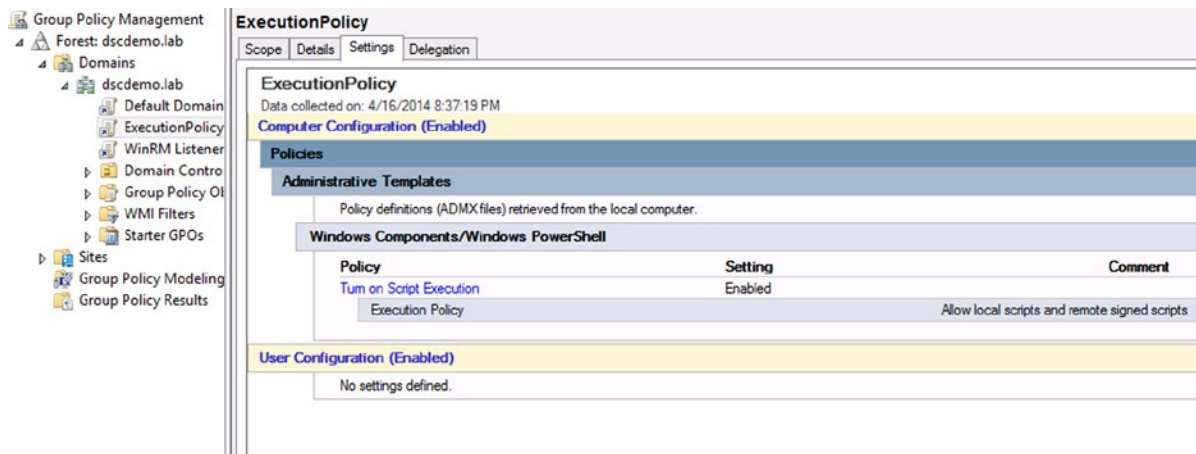 Group Policy Management
Forest: dscdemo.lab
Domains
dscdemo.lab
Default Domain
ExecutionPolicy
WinRM Listener
Domain Contro
Group Policy Ob
WMI Filters
Starter GPOs
Sites
Group Policy Modeling
Group Policy Results
ExecutionPolicy
Scope Details Settings Delegation
ExecutionPolicy
Data collected on: 4/16/2014 8:37:19 PM
Computer Configuration (Enabled)
Policies
Administrative Templates
Policy definitions (ADMX files) retrieved from the local computer.
Windows Components/Windows PowerShell
Policy Setting Comment
Turn on Script Execution Enabled
Execution Policy Allow local scripts and remote signed scripts
User Configuration (Enabled)
No settings defined.